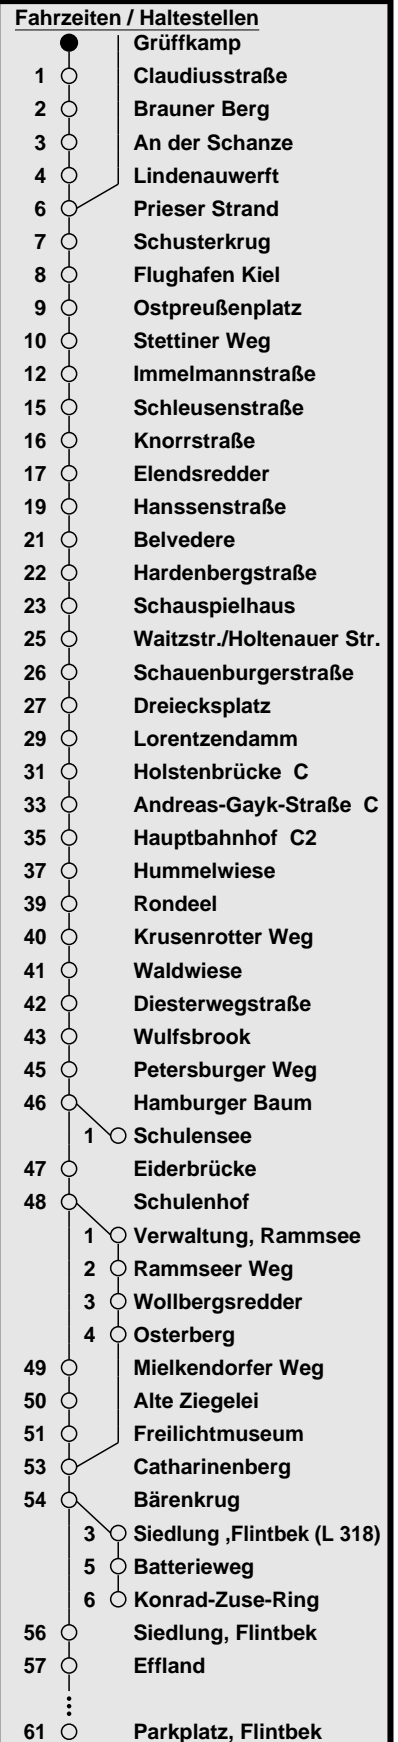 Fahrzeiten / Haltestellen
Grüffkamp
1 Claudiusstraße
2 Brauner Berg
3 An der Schanze
4 Lindenauwerft
6 Prieser Strand
7 Schusterkrug
8 Flughafen Kiel
9 Ostpreußenplatz
10 Stettiner Weg
12 Immelmannstraße
15 Schleusenstraße
16 Knorrstraße
17 Elendsredder
19 Hanssenstraße
21 Belvedere
22 Hardenbergstraße
23 Schauspielhaus
25 Waitzstr./Holtenauer Str.
26 Schauenburgerstraße
27 Dreiecksplatz
29 Lorentzendamm
31 Holstenbrücke C
33 Andreas-Gayk-Straße C
35 Hauptbahnhof C2
37 Hummelwiese
39 Rondeel
40 Krusenrotter Weg
41 Waldwiese
42 Diesterwegstraße
43 Wulfsbrook
45 Petersburger Weg
46 Hamburger Baum
1 Schulensee
47 Eiderbrücke
48 Schulenhof
1 Verwaltung, Rammsee
2 Rammseer Weg
3 Wollbergsredder
4 Osterberg
49 Mielkendorfer Weg
50 Alte Ziegelei
51 Freilichtmuseum
53 Catharinenberg
54 Bärenkrug
3 Siedlung ,Flintbek (L 318)
5 Batterieweg
6 Konrad-Zuse-Ring
56 Siedlung, Flintbek
57 Effland
61 Parkplatz, Flintbek